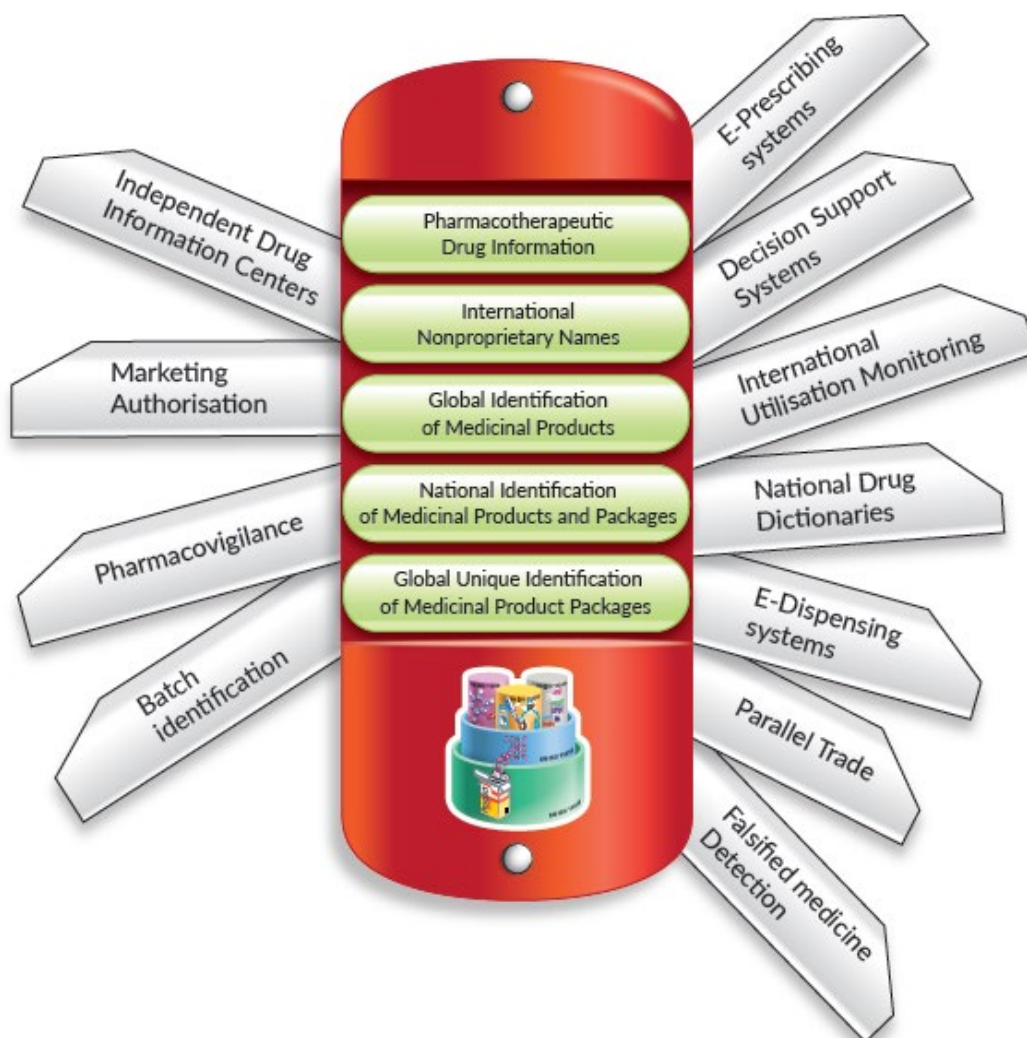 Pharmacotherapeutic
Drug Information
International
Nonproprietary Names
Global Identification
of Medicinal Products
National Identification
of Medicinal Products and Packages
Global Unique Identification
of Medicinal Product Packages
Independent Drug
Information Centers
Marketing
Authorisation
Pharmacovigilance
Batch
identification
E-Prescribing
systems
Decision Support
Systems
International
Utilisation Monitoring
National Drug
Dictionaries
E-Dispensing
systems
Parallel Trade
Falsified medicine
Detection